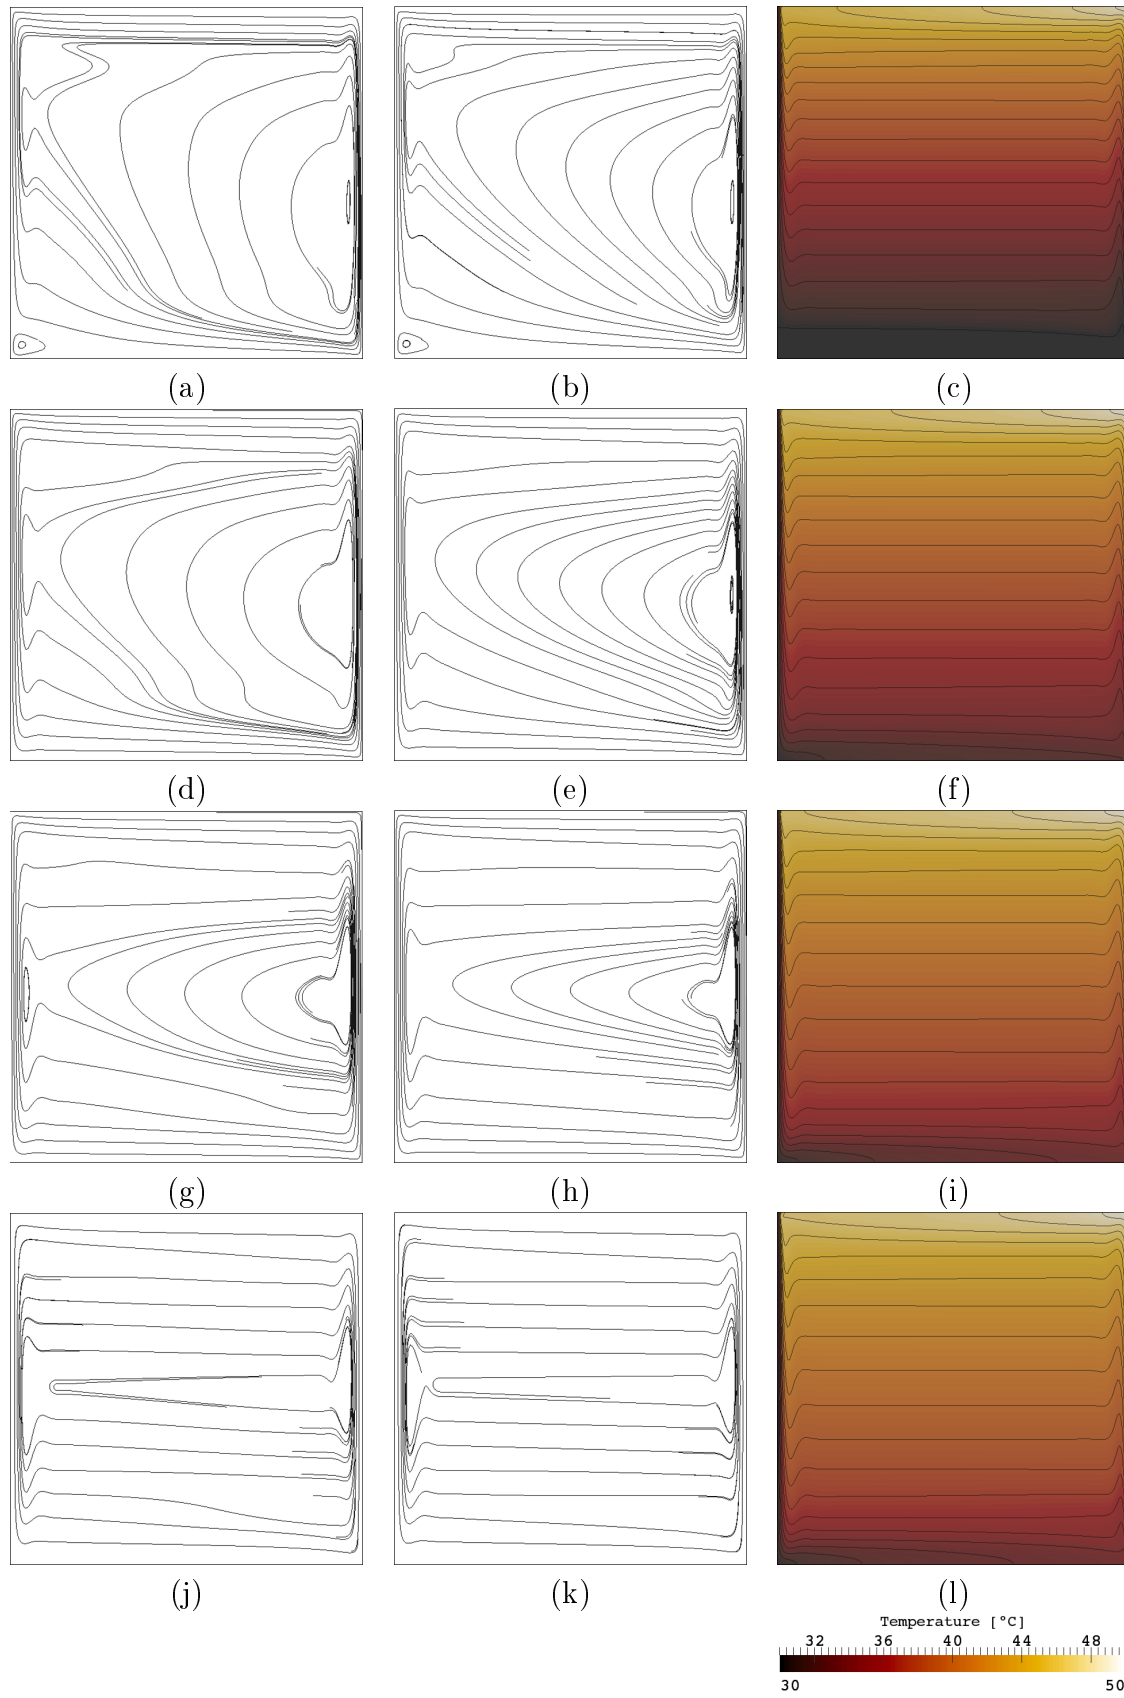 (a) (b) (c)
(d) (e) (f)
(g) (h) (i)
(j) (k) (l)
Temperature [°C]
32 36 40 44 48
30 50